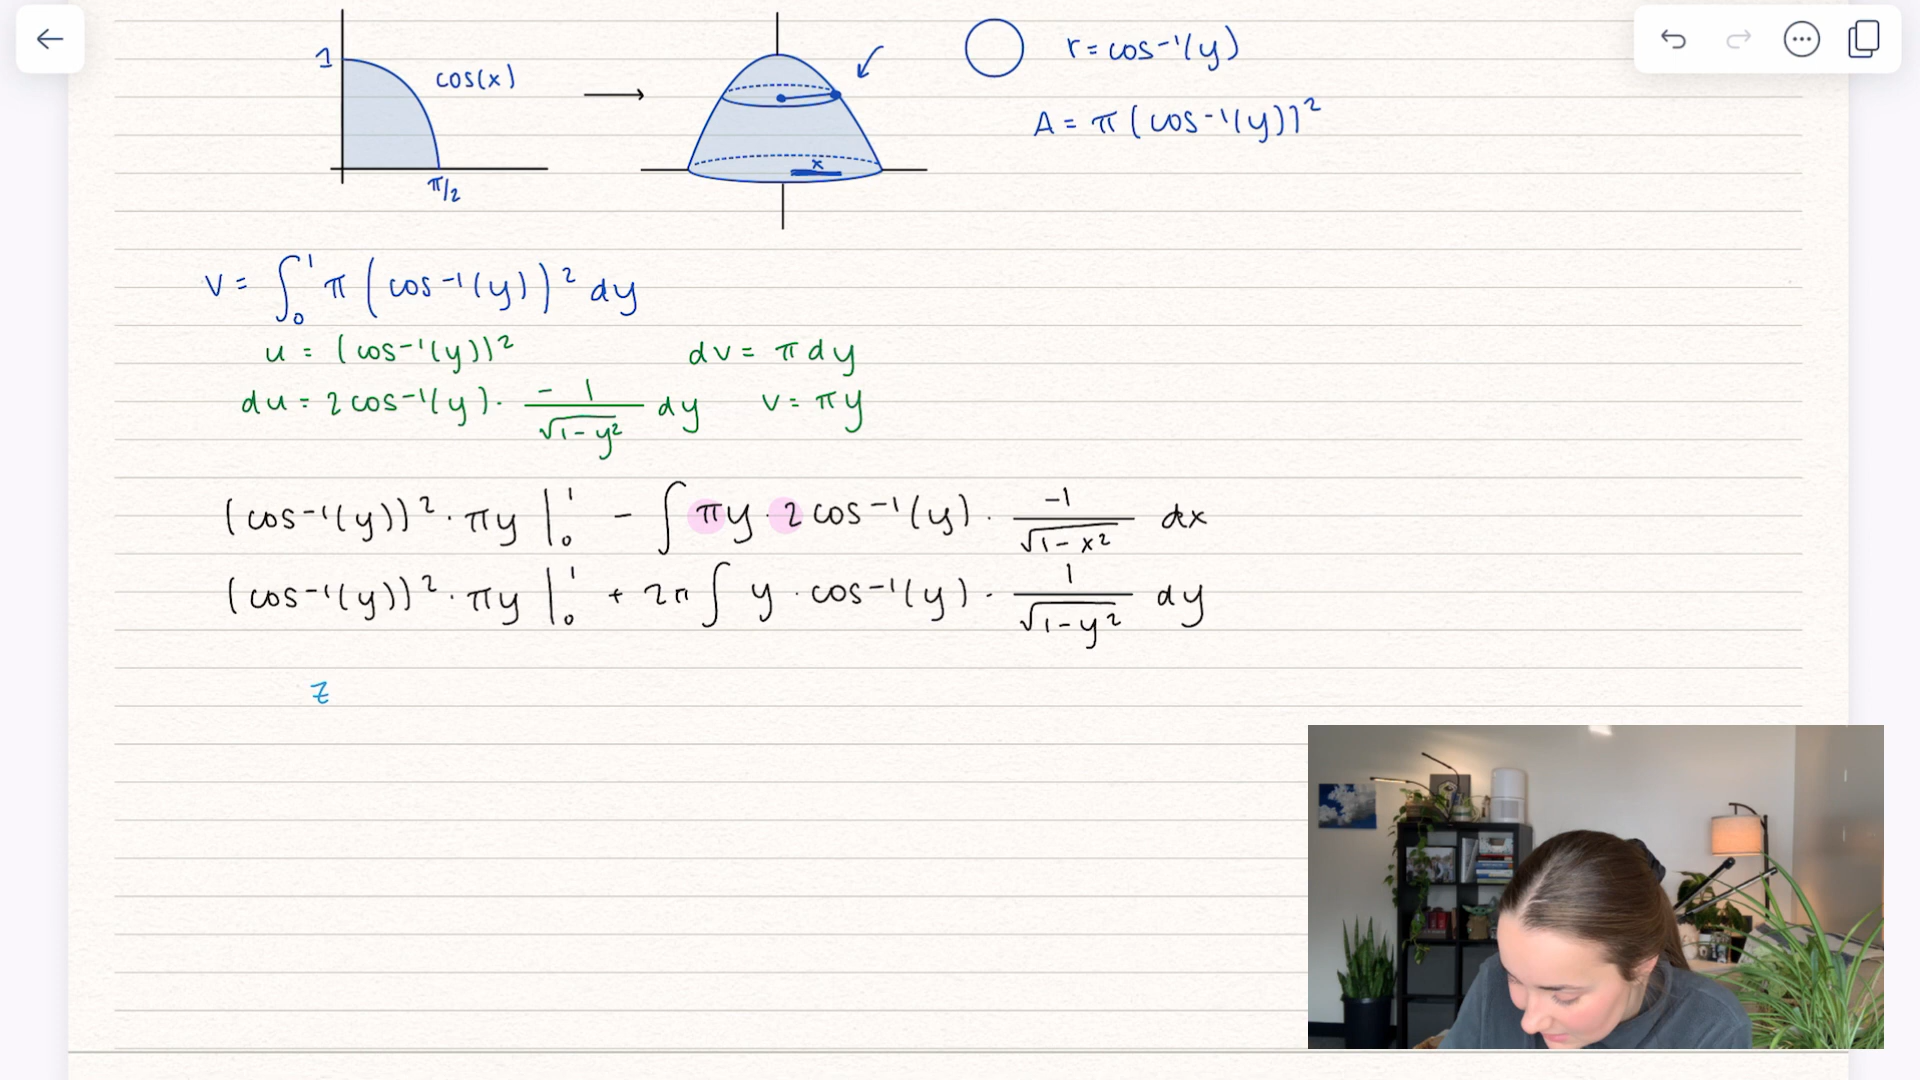 1
cos(x)
π/2
x
r = cos⁻¹(y)
A = π(cos⁻¹(y))²
V = ∫₀¹ π(cos⁻¹(y))² dy
u = (cos⁻¹(y))² dv = π dy
du = 2cos⁻¹(y) · -1/√(1-y²) dy v = πy
(cos⁻¹(y))² · πy |₀¹ - ∫ πy · 2 cos⁻¹(y) · -1/√(1-x²) dx
(cos⁻¹(y))² · πy |₀¹ + 2π ∫ y · cos⁻¹(y) · 1/√(1-y²) dy
z